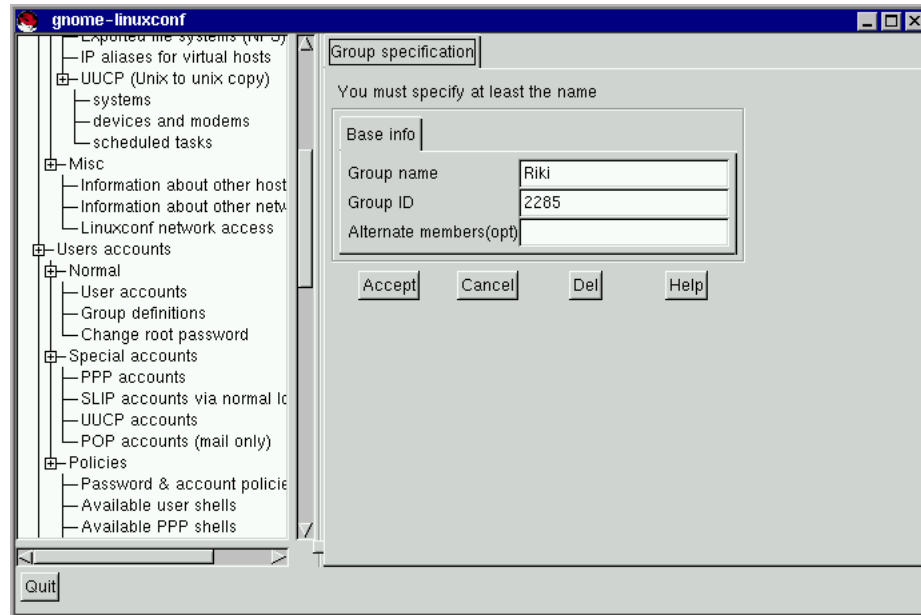 gnome-linuxconf
Exported file systems (NFS)
IP aliases for virtual hosts
UUCP (Unix to unix copy)
systems
devices and modems
scheduled tasks
Misc
Information about other host
Information about other netw
Linuxconf network access
Users accounts
Normal
User accounts
Group definitions
Change root password
Special accounts
PPP accounts
SLIP accounts via normal lo
UUCP accounts
POP accounts (mail only)
Policies
Password & account policie
Available user shells
Available PPP shells
Quit
Group specification
You must specify at least the name
Base info
Group name Riki
Group ID 2285
Alternate members(opt)
Accept Cancel Del Help